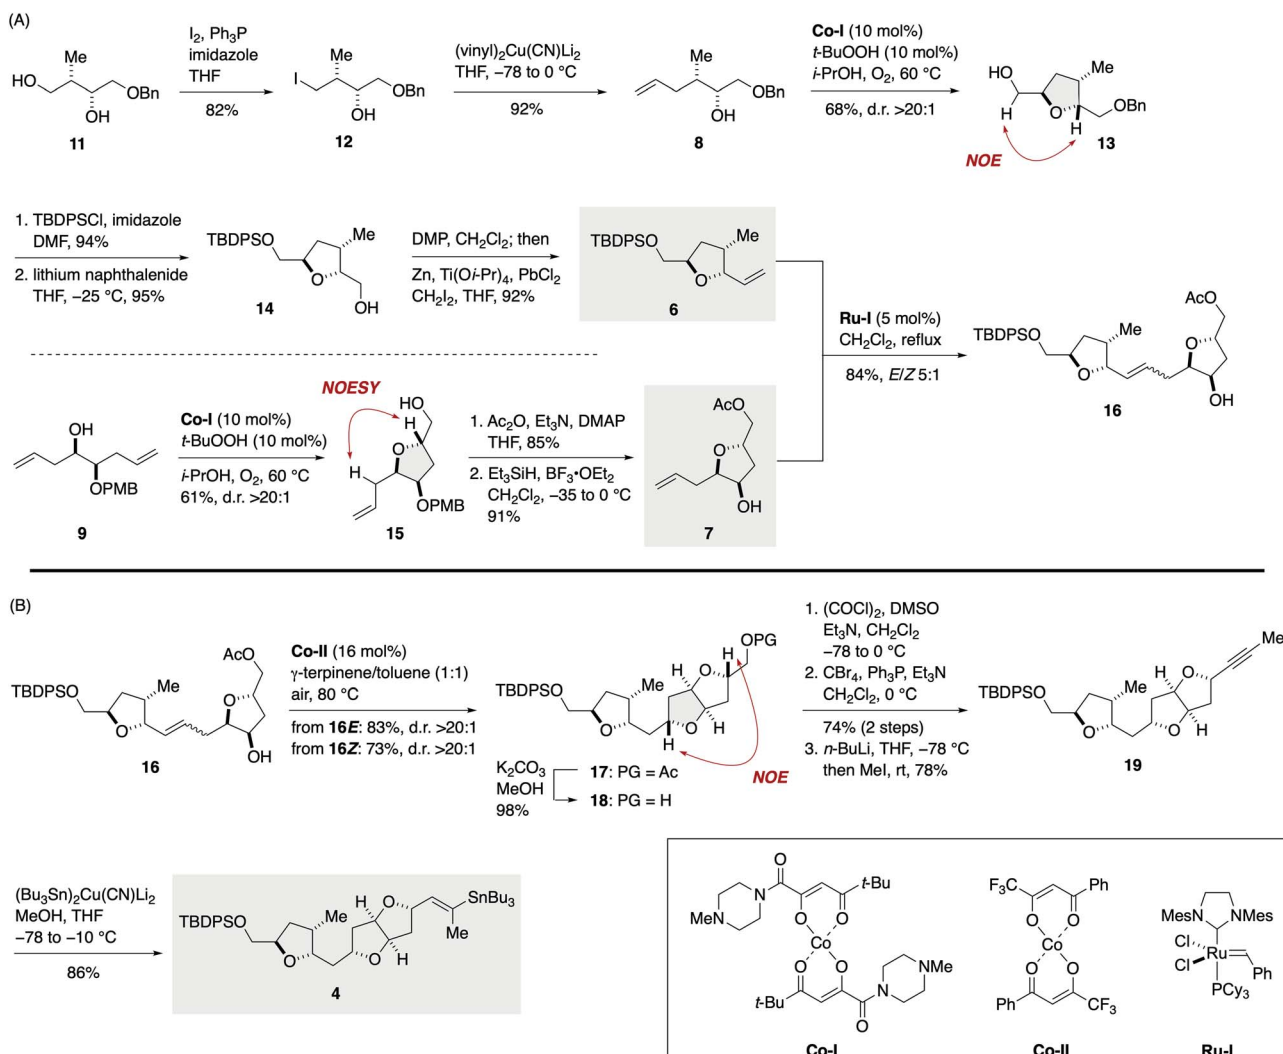 (A)
HO
Me
OH
OBn
11
I₂, Ph₃P
imidazole
THF
82%
I
Me
OH
OBn
12
(vinyl)₂Cu(CN)Li₂
THF, –78 to 0 °C
92%
Me
OH
OBn
8
Co-I (10 mol%)
t-BuOOH (10 mol%)
i-PrOH, O₂, 60 °C
68%, d.r. >20:1
HO
Me
O
H
H
OBn
NOE
13
1. TBDPSCl, imidazole
DMF, 94%
2. lithium naphthalenide
THF, –25 °C, 95%
TBDPSO
Me
O
OH
14
DMP, CH₂Cl₂; then
Zn, Ti(Oi-Pr)₄, PbCl₂
CH₂I₂, THF, 92%
TBDPSO
Me
O
6
Ru-I (5 mol%)
CH₂Cl₂, reflux
84%, E/Z 5:1
AcO
TBDPSO
Me
O
O
OH
16
OH
OPMB
9
Co-I (10 mol%)
t-BuOOH (10 mol%)
i-PrOH, O₂, 60 °C
61%, d.r. >20:1
NOESY
HO
H
O
H
OPMB
15
1. Ac₂O, Et₃N, DMAP
THF, 85%
2. Et₃SiH, BF₃•OEt₂
CH₂Cl₂, –35 to 0 °C
91%
AcO
O
OH
7
(B)
AcO
TBDPSO
Me
O
O
OH
16
Co-II (16 mol%)
γ-terpinene/toluene (1:1)
air, 80 °C
from 16E: 83%, d.r. >20:1
from 16Z: 73%, d.r. >20:1
OPG
H
H
O
TBDPSO
Me
O
O
H
H
NOE
K₂CO₃
MeOH
98%
17: PG = Ac
18: PG = H
1. (COCl)₂, DMSO
Et₃N, CH₂Cl₂
–78 to 0 °C
2. CBr₄, Ph₃P, Et₃N
CH₂Cl₂, 0 °C
74% (2 steps)
3. n-BuLi, THF, –78 °C
then MeI, rt, 78%
Me
H
O
TBDPSO
Me
O
O
H
19
(Bu₃Sn)₂Cu(CN)Li₂
MeOH, THF
–78 to –10 °C
86%
TBDPSO
Me
O
H
O
O
H
SnBu₃
Me
4
O
N
t-Bu
MeN
O
O
Co
O
O
NMe
t-Bu
N
O
Co-I
F₃C
Ph
O
O
Co
O
O
Ph
CF₃
Co-II
MesN
NMes
Cl
Ru
Cl
Ph
PCy₃
Ru-I